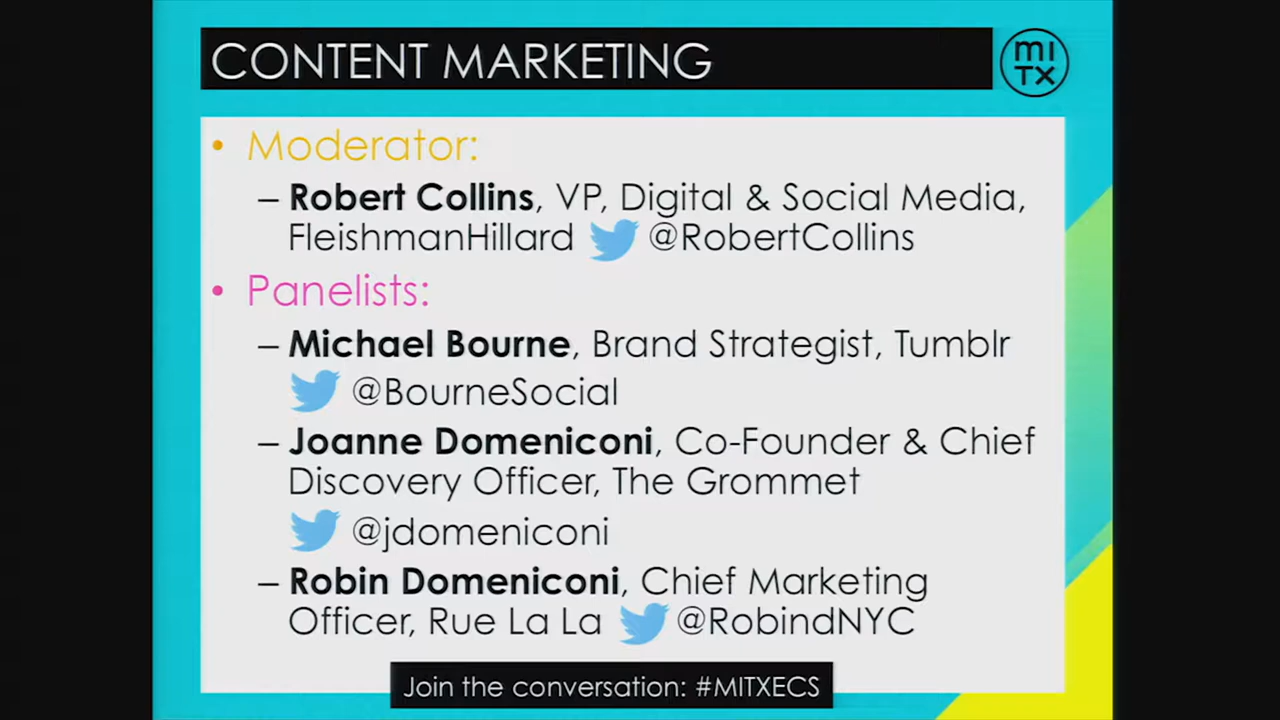 CONTENT MARKETING
MI
TX
• Moderator:
– Robert Collins, VP, Digital & Social Media,
FleishmanHillard @RobertCollins
• Panelists:
– Michael Bourne, Brand Strategist, Tumblr
@BourneSocial
– Joanne Domeniconi, Co-Founder & Chief
Discovery Officer, The Grommet
@jdomeniconi
– Robin Domeniconi, Chief Marketing
Officer, Rue La La @RobindNYC
Join the conversation: #MITXECS